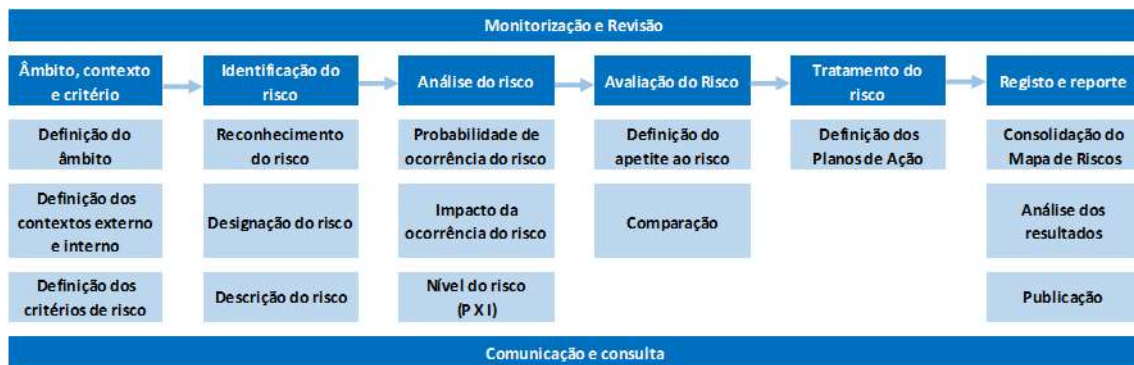 Monitorização e Revisão
Âmbito, contexto
e critério
Identificação do
risco
Análise do risco
Avaliação do Risco
Tratamento do
risco
Registo e reporte
Definição do
âmbito
Reconhecimento
do risco
Probabilidade de
ocorrência do risco
Definição do
apetite ao risco
Definição dos
Planos de Ação
Consolidação do
Mapa de Riscos
Definição dos
contextos externo
e interno
Designação do risco
Impacto da
ocorrência do risco
Comparação
Análise dos
resultados
Definição dos
critérios de risco
Descrição do risco
Nível do risco
(P X I)
Publicação
Comunicação e consulta